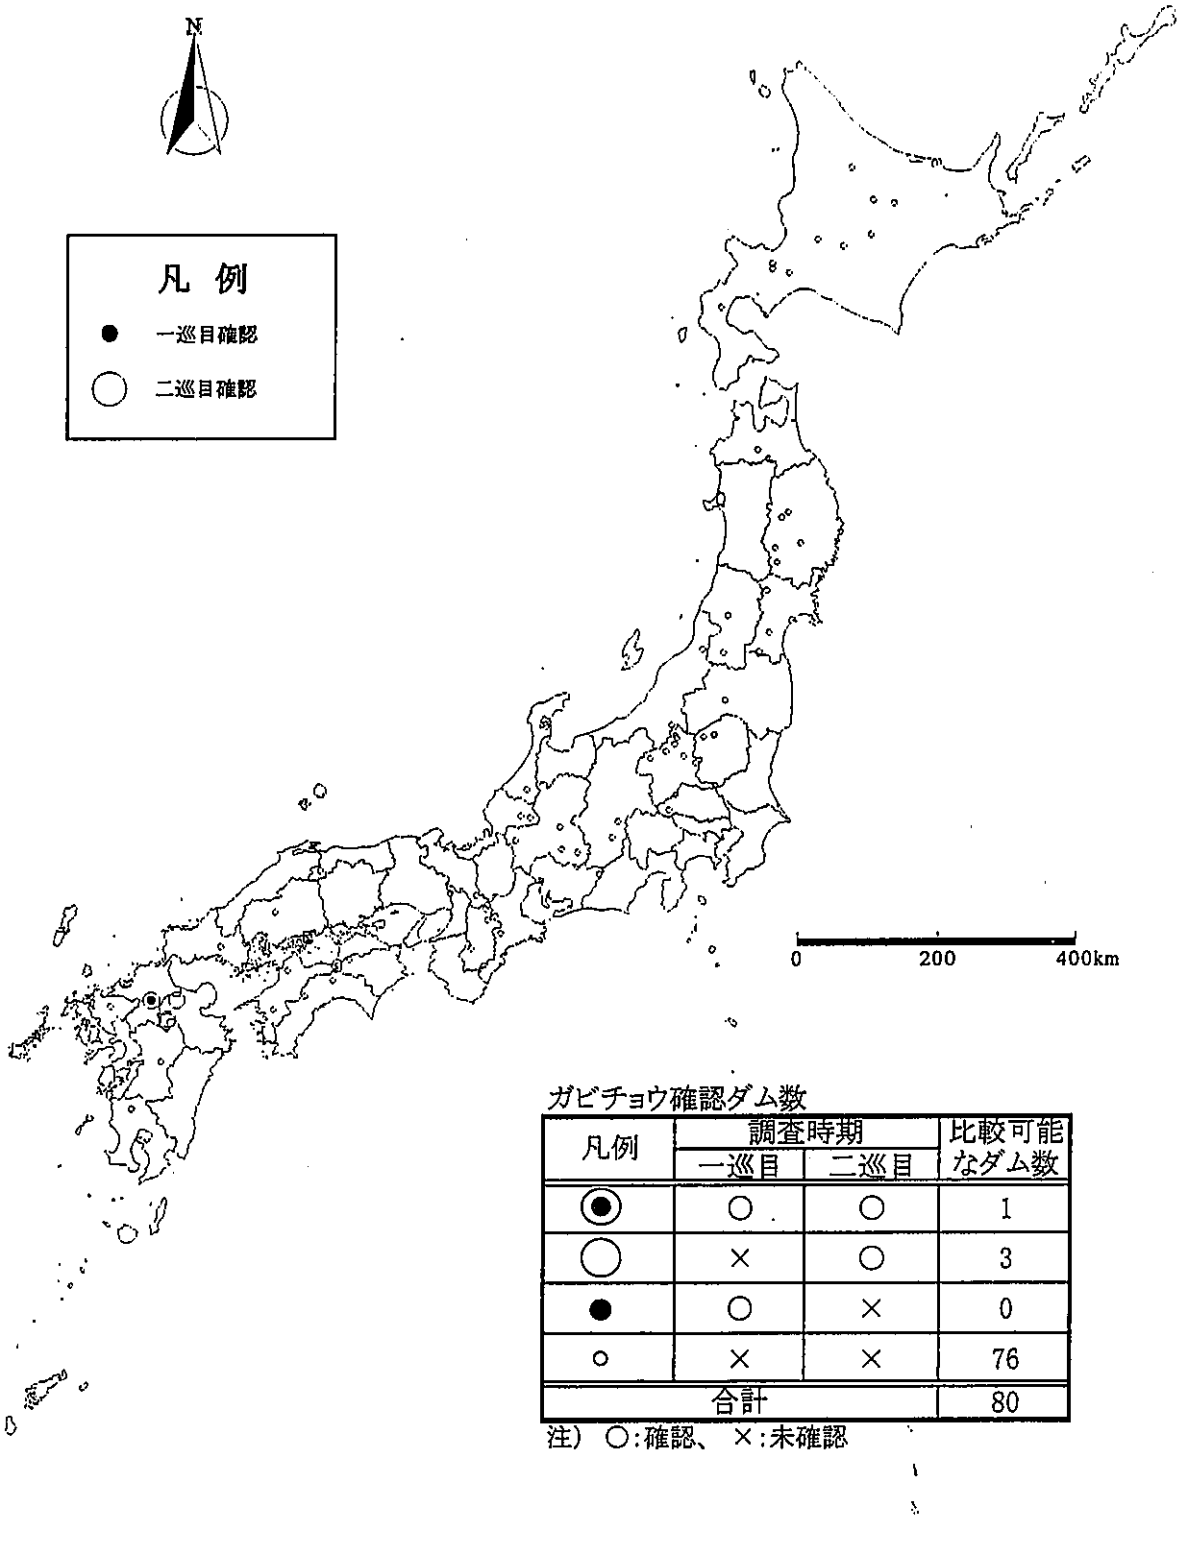 N
凡 例
一巡目確認
二巡目確認
0 200 400km
ガビチョウ確認ダム数
凡例 調査時期 比較可能なダム数
一巡目 二巡目
○ ○ 1
× ○ 3
○ × 0
× × 76
合計 80
注) ○:確認、 ×:未確認